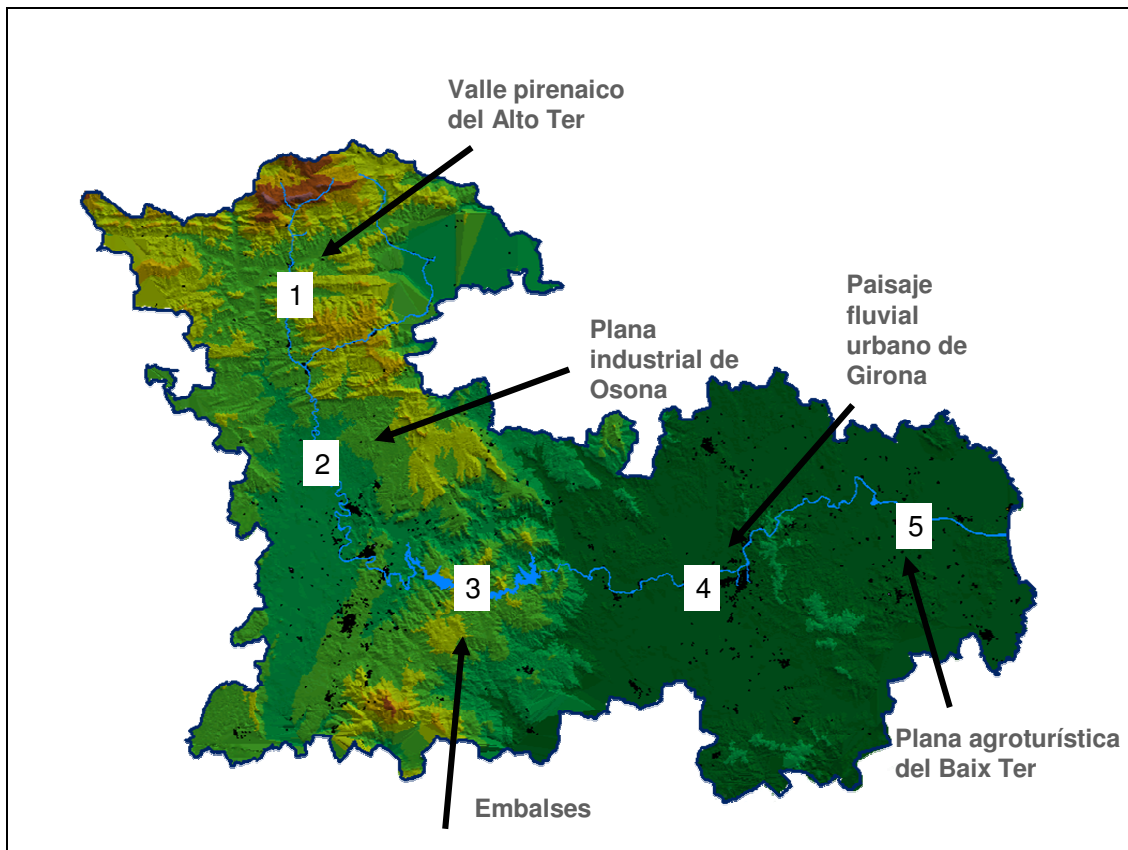 Valle pirenaico
del Alto Ter
1
Paisaje
fluvial
urbano de
Girona
Plana
industrial de
Osona
2
5
3
4
Plana agroturística
del Baix Ter
Embalses